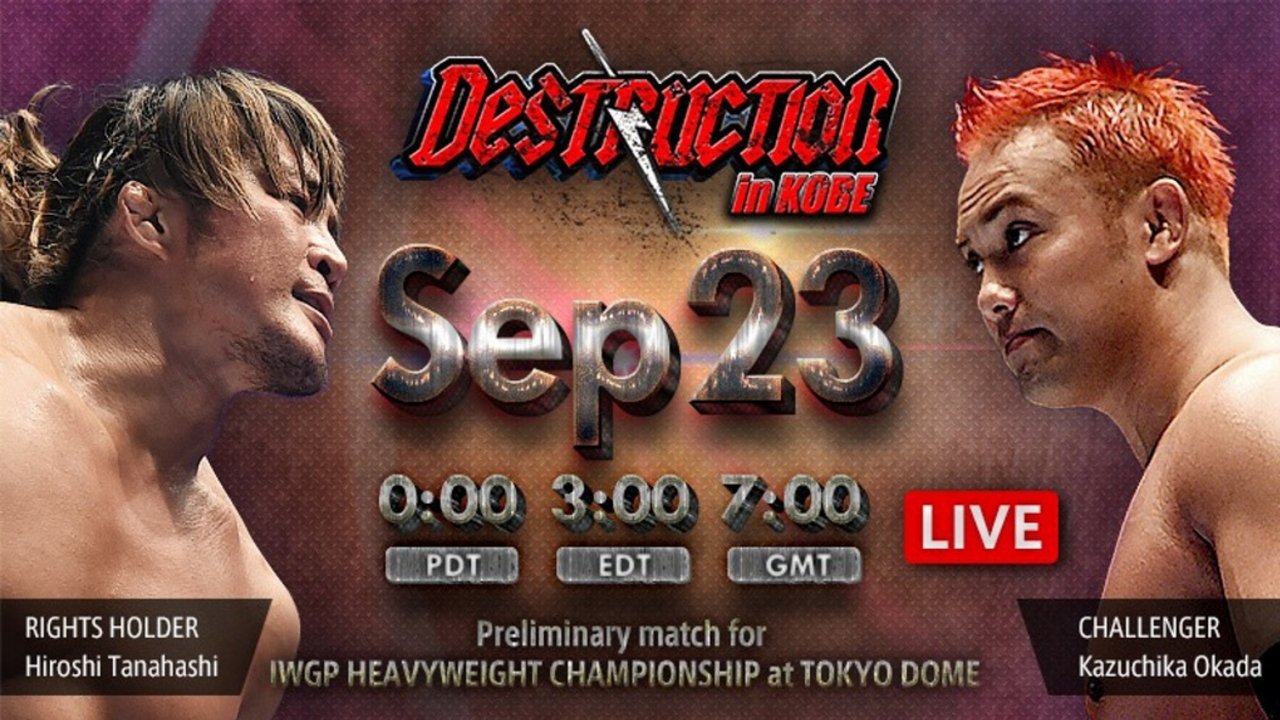 DESTRUCTION
in KOBE
Sep 23
0:00 3:00 7:00
PDT EDT GMT
LIVE
RIGHTS HOLDER
Hiroshi Tanahashi
CHALLENGER
Kazuchika Okada
Preliminary match for
IWGP HEAVYWEIGHT CHAMPIONSHIP at TOKYO DOME